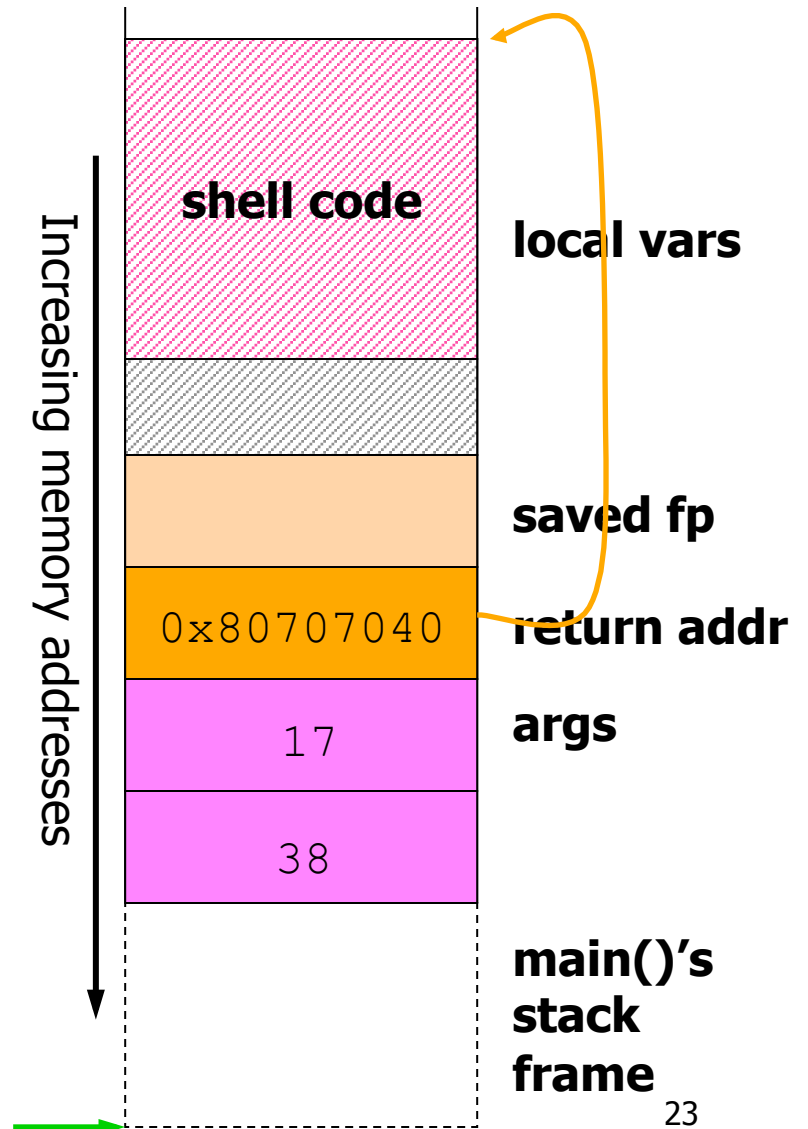 Increasing memory addresses
shell code
local vars
saved fp
0x80707040
return addr
17
args
38
main()'s
stack
frame
23